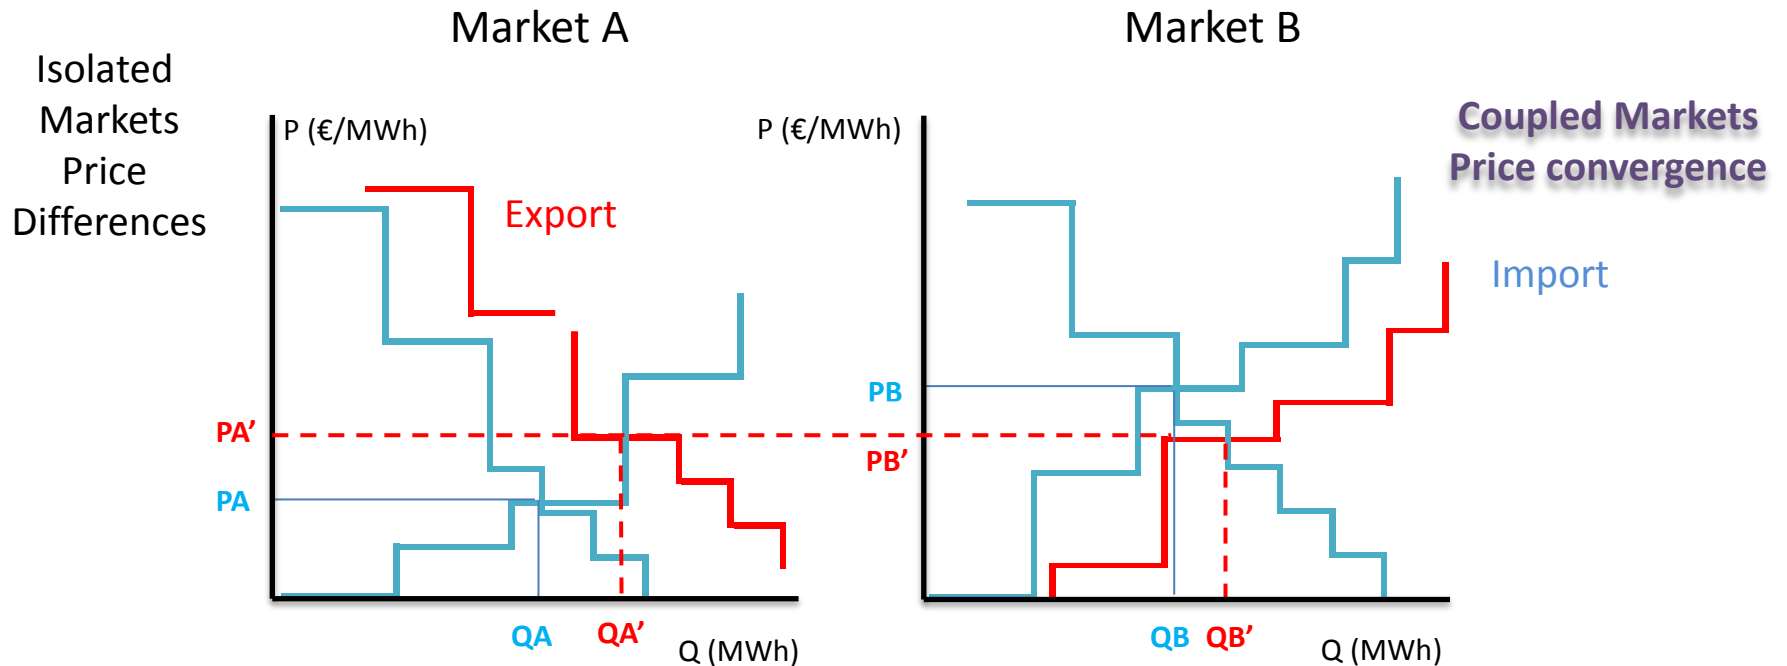 Market A
Market B
Isolated
Markets
Price
Differences
P (€/MWh)
P (€/MWh)
Coupled Markets
Price convergence
Export
Import
PA’
PA
PB
PB’
QA
QA’
Q (MWh)
QB
QB’
Q (MWh)